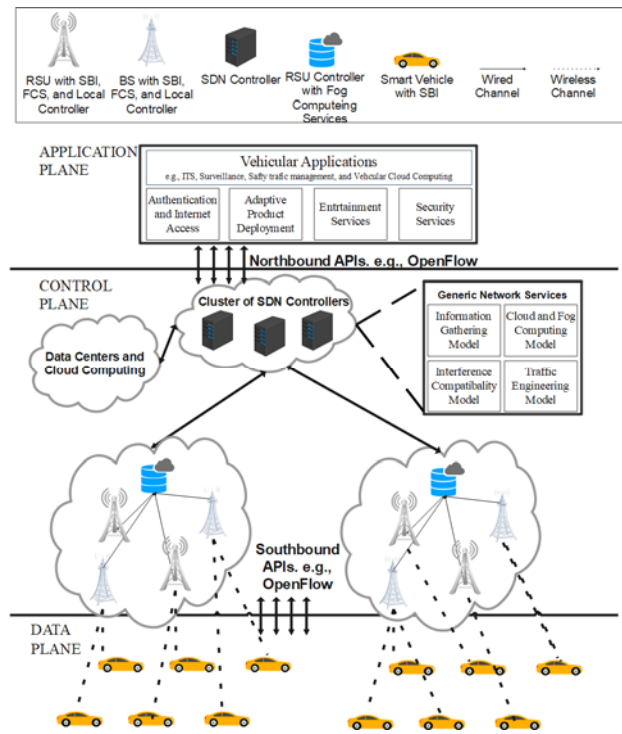 RSU with SBI,
FCS, and Local
Controller
BS with SBI,
FCS, and Local
Controller
SDN Controller
RSU Controller
with Fog
Computeing
Services
Smart Vehicle
with SBI
Wired
Channel
Wireless
Channel
APPLICATION
PLANE
Vehicular Applications
e.g., ITS, Surveillance, Safty trafic management, and Vehcular Cloud Computing
Authentication
and Internet
Access
Adaptive
Product
Deployment
Entrtainment
Services
Security
Services
Northbound APIs. e.g., OpenFlow
CONTROL
PLANE
Cluster of SDN Controllers
Data Centers and
Cloud Computing
Generic Network Services
Information
Gathering
Model
Cloud and Fog
Computing
Model
Interference
Compatibality
Model
Traffic
Engineering
Model
Southbound
APIs. e.g.,
OpenFlow
DATA
PLANE